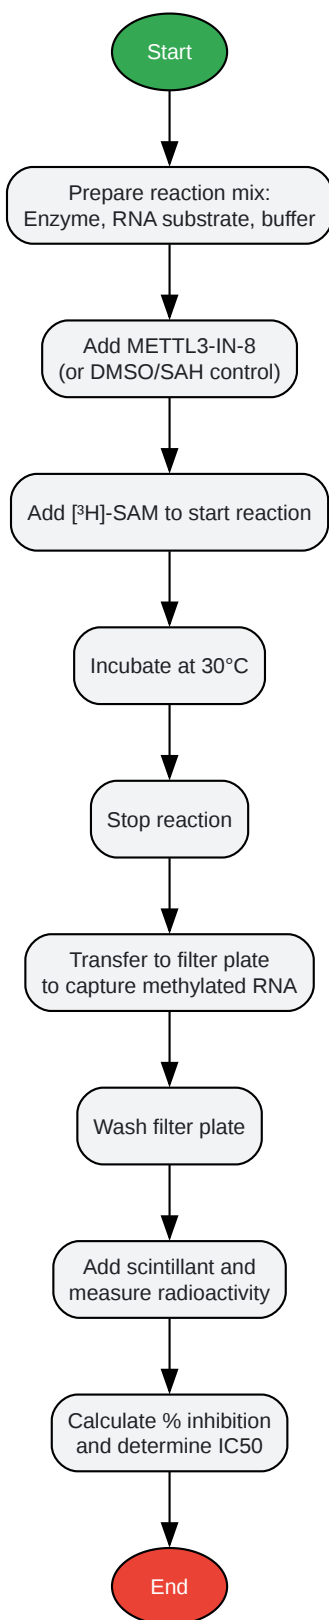 Start
Prepare reaction mix:
Enzyme, RNA substrate, buffer
Add METTL3-IN-8
(or DMSO/SAH control)
Add [³H]-SAM to start reaction
Incubate at 30°C
Stop reaction
Transfer to filter plate
to capture methylated RNA
Wash filter plate
Add scintillant and
measure radioactivity
Calculate % inhibition
and determine IC50
End